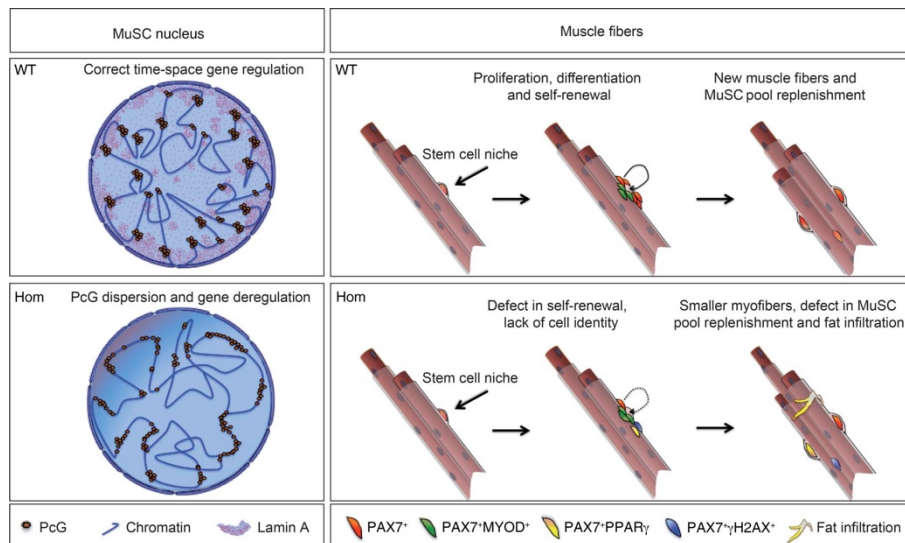 MuSC nucleus
Muscle fibers
WT
Correct time-space gene regulation
WT
Proliferation, differentiation
and self-renewal
New muscle fibers and
MuSC pool replenishment
Stem cell niche
Hom
PcG dispersion and gene deregulation
Hom
Defect in self-renewal,
lack of cell identity
Smaller myofibers, defect in MuSC
pool replenishment and fat infiltration
Stem cell niche
PcG
Chromatin
Lamin A
PAX7⁺
PAX7⁺MYOD⁺
PAX7⁺PPARγ
PAX7⁺γH2AX⁺
Fat infiltration